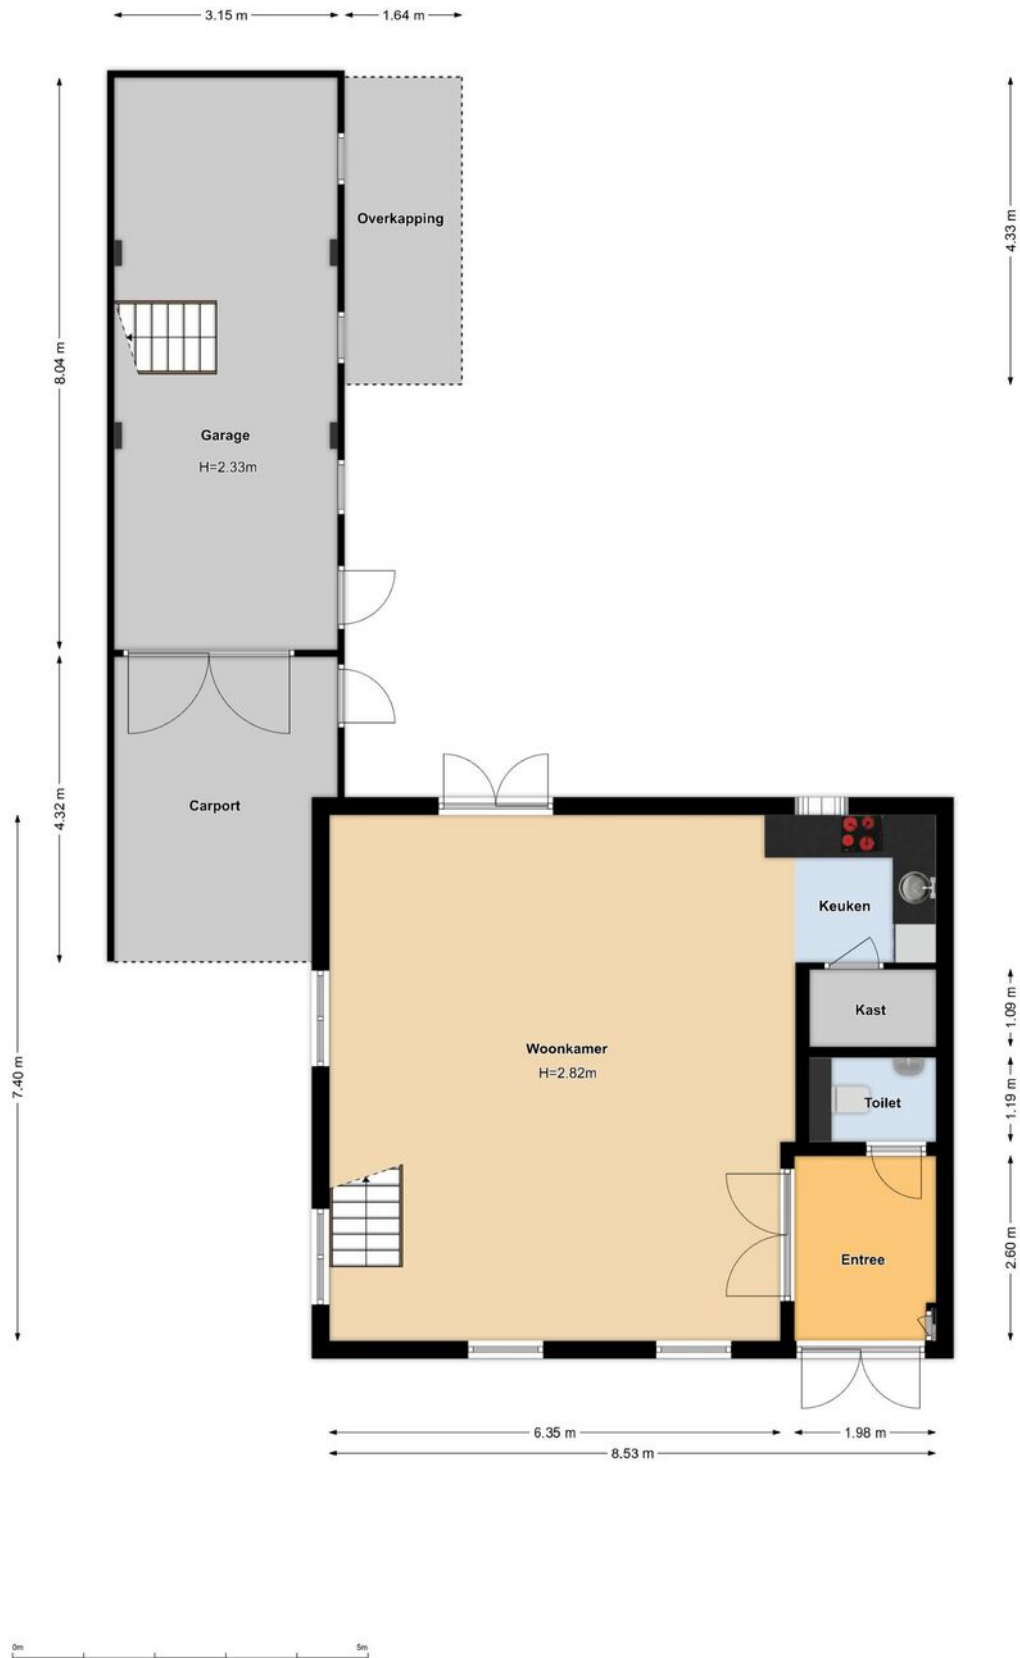 3.15 m
1.64 m
Overkapping
4.33 m
8.04 m
Garage
H=2.33m
4.32 m
Carport
Keuken
Kast
1.09 m
Woonkamer
H=2.82m
7.40 m
Toilet
1.19 m
Entree
2.60 m
6.35 m
1.98 m
8.53 m
0m
5m